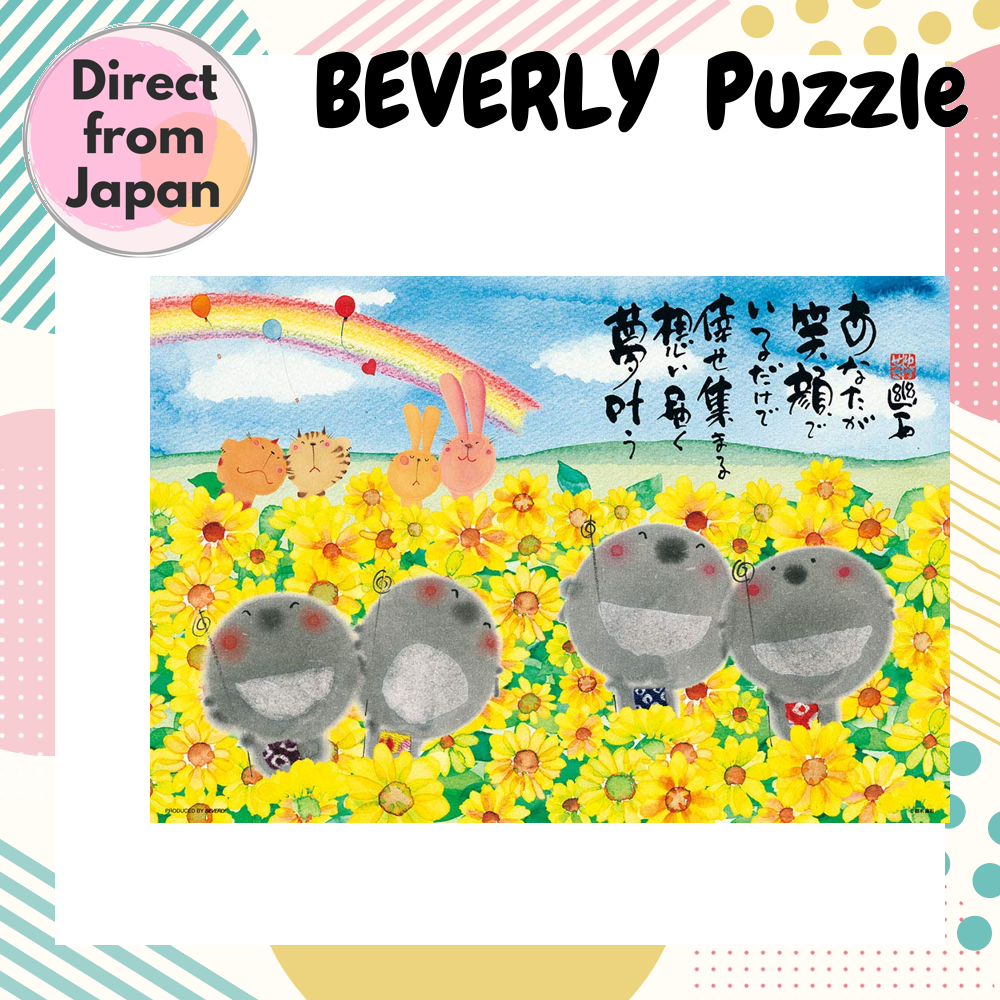 Direct
from
Japan
BEVERLY Puzzle
あなたが
笑顔で
いるだけで
倖せ集まる
想い届く
夢叶う
PRODUCED BY BEVERLY